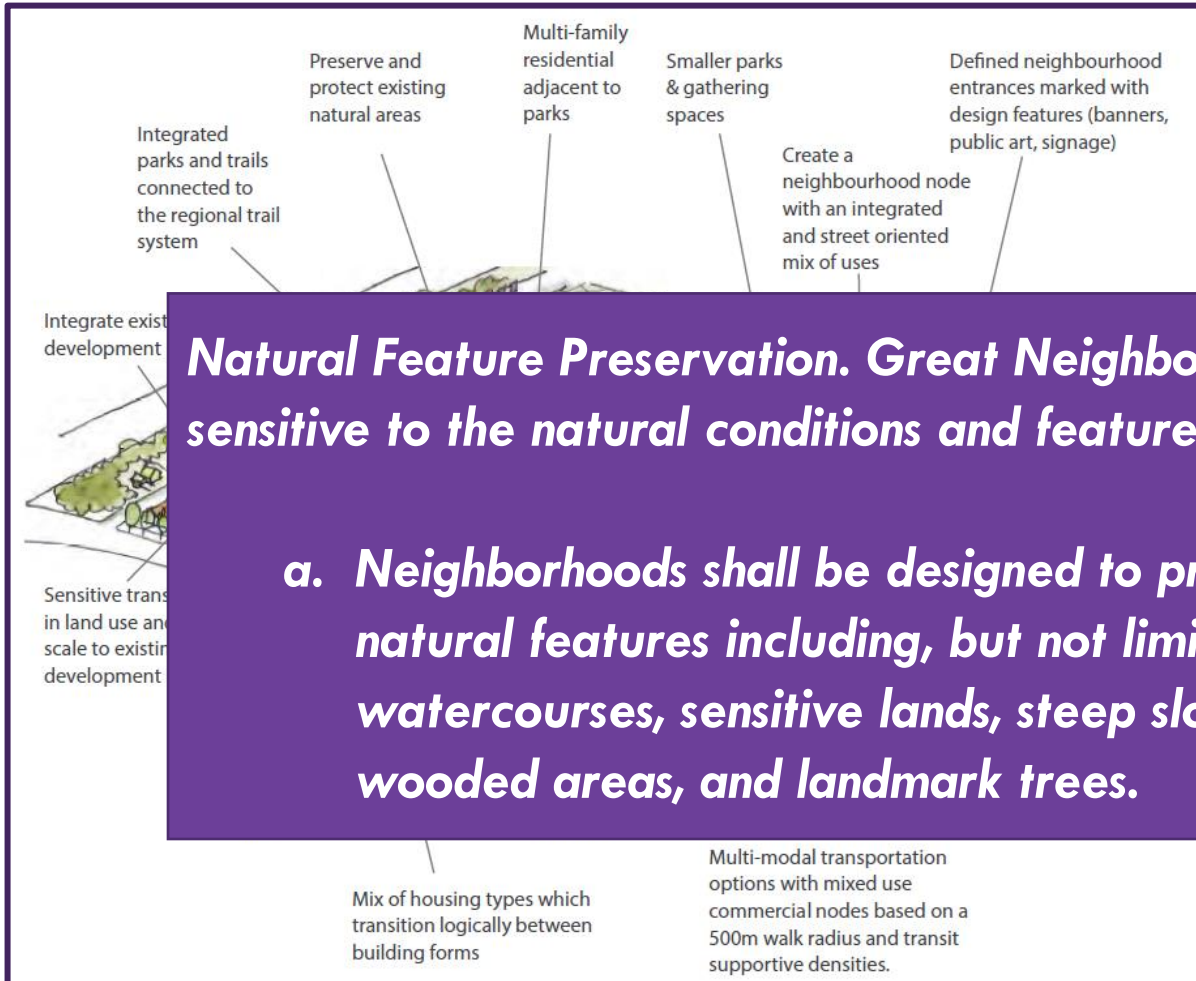 Multi-family
residential
adjacent to
parks
Preserve and
protect existing
natural areas
Smaller parks
& gathering
spaces
Defined neighbourhood
entrances marked with
design features (banners,
public art, signage)
Integrated
parks and trails
connected to
the regional trail
system
Create a
neighbourhood node
with an integrated
and street oriented
mix of uses
Integrate
development
Natural Feature Preservation. Great
sensitive to the natural conditions and
a. Neighborhoods shall be designed to
natural features including, but not
watercourses, sensitive lands, steep
wooded areas, and landmark trees.
Sensitive
in land use
scale to
development
Mix of housing types which
transition logically between
building forms
Multi-modal transportation
options with mixed use
commercial nodes based on a
500m walk radius and transit
supportive densities.